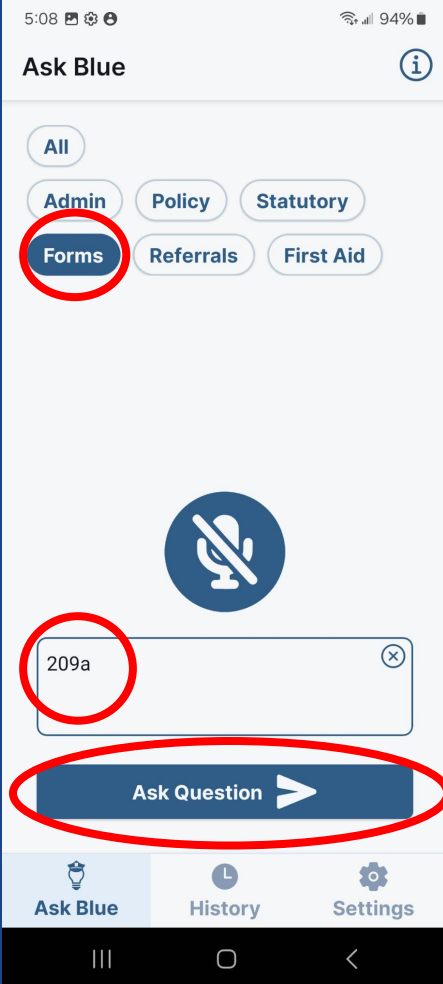 5:08 94%
Ask Blue
All
Admin Policy Statutory
Forms Referrals First Aid
209a
Ask Question
Ask Blue History Settings